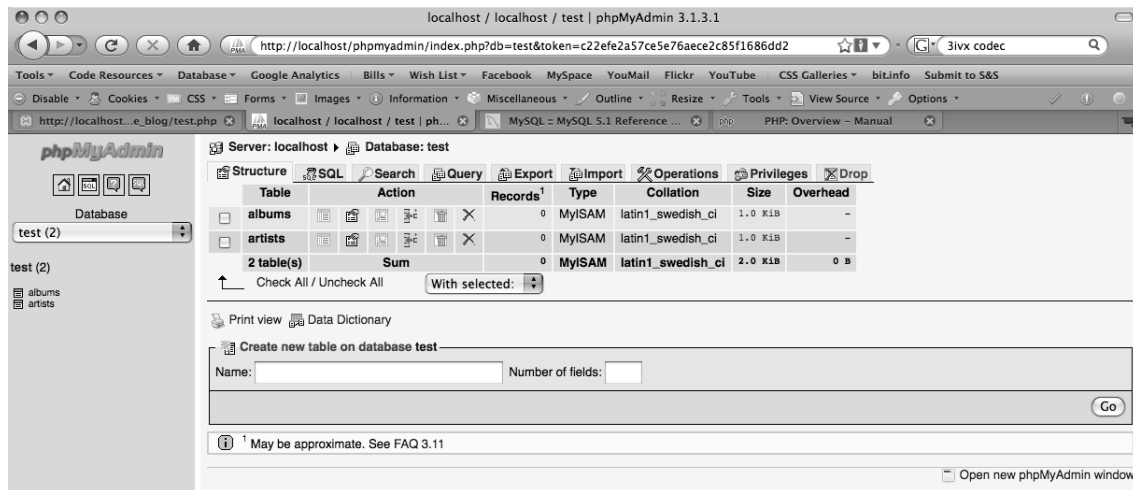 localhost / localhost / test | phpMyAdmin 3.1.3.1
http://localhost/phpmyadmin/index.php?db=test&token=c22efe2a57ce5e76aece2c85f1686dd2 3ivx codec
Tools Code Resources Database Google Analytics Bills Wish List Facebook MySpace YouMail Flickr YouTube CSS Galleries bit.info Submit to S&S
Disable Cookies CSS Forms Images Information Miscellaneous Outline Resize Tools View Source Options
http://localhost...e_blog/test.php localhost / localhost / test | ph... MySQL :: MySQL 5.1 Reference ... php PHP: Overview - Manual
phpMyAdmin
Database
test (2)
test (2)
albums
artists
Server: localhost Database: test
Structure SQL Search Query Export Import Operations Privileges Drop
Table Action Records1 Type Collation Size Overhead
albums 0 MyISAM latin1_swedish_ci 1.0 KiB -
artists 0 MyISAM latin1_swedish_ci 1.0 KiB -
2 table(s) Sum 0 MyISAM latin1_swedish_ci 2.0 KiB 0 B
Check All / Uncheck All With selected:
Print view Data Dictionary
Create new table on database test
Name: Number of fields:
Go
1 May be approximate. See FAQ 3.11
Open new phpMyAdmin window